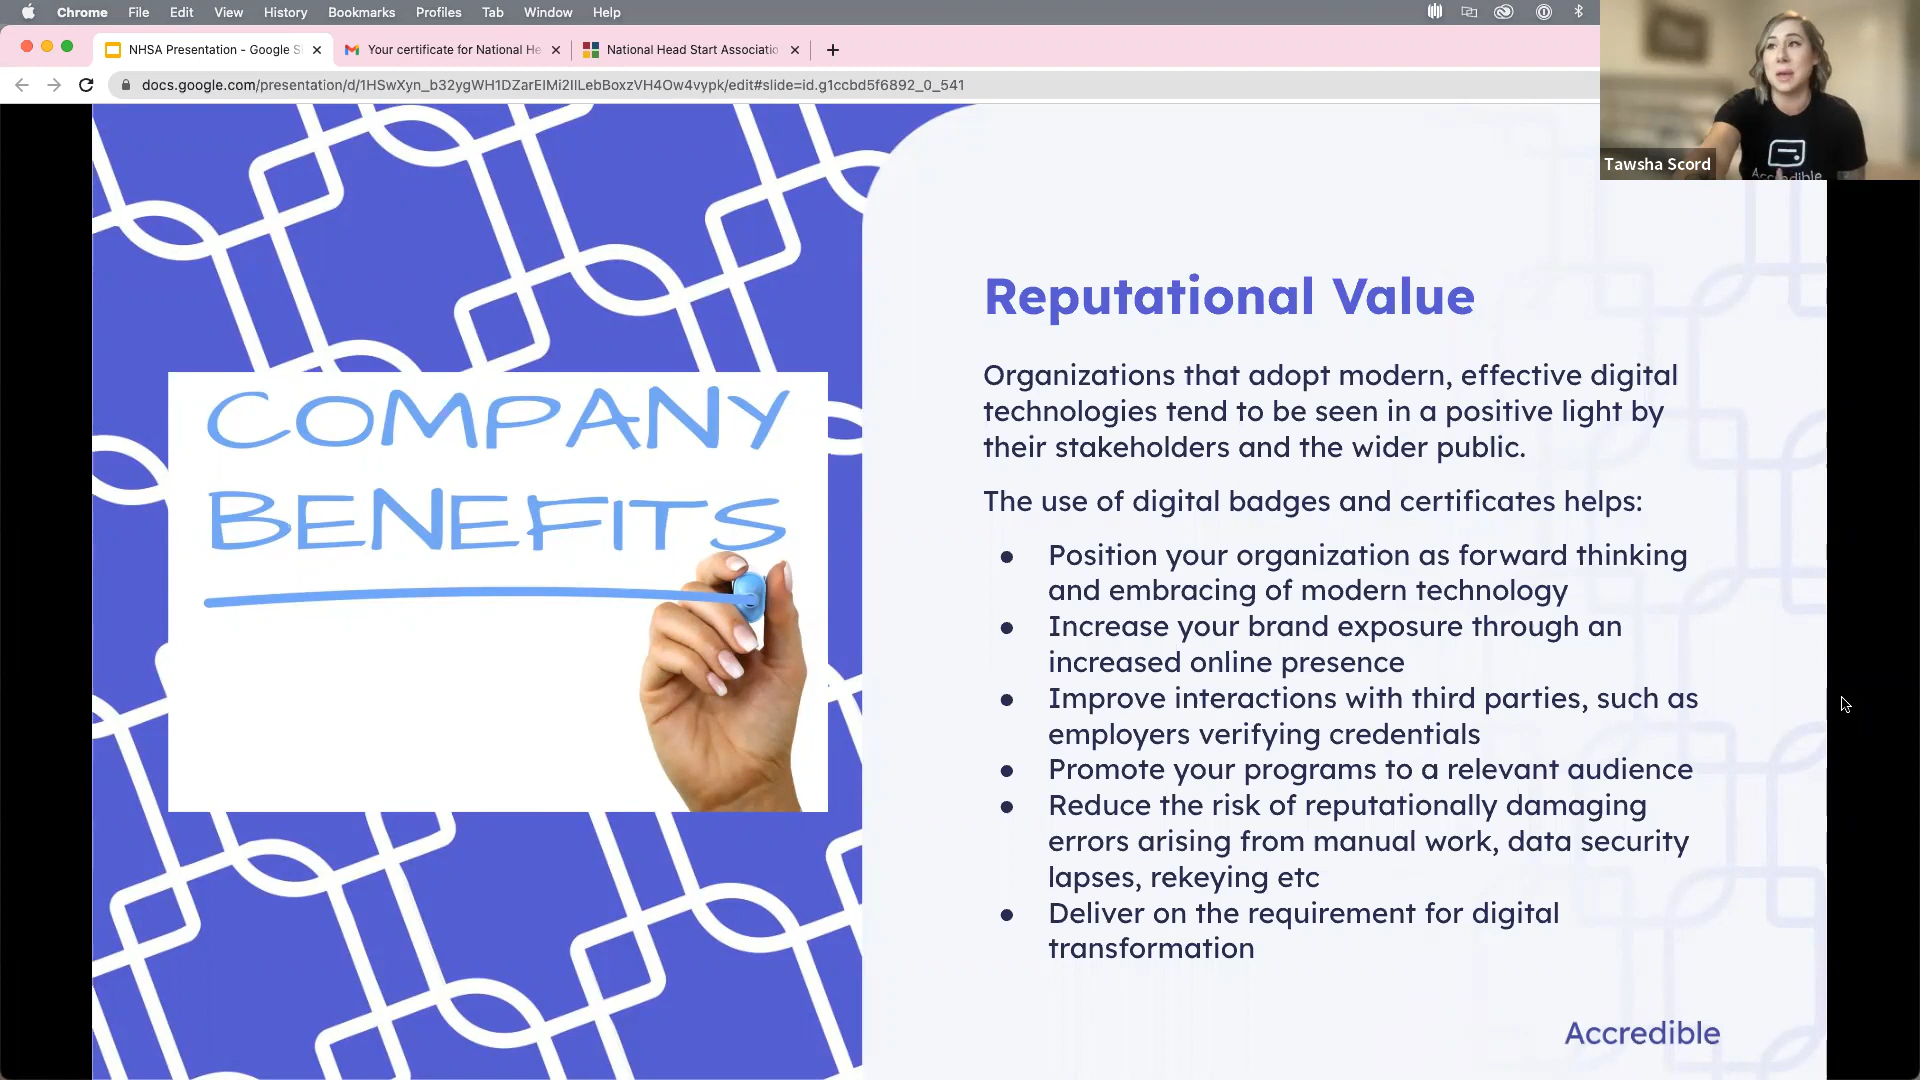 Chrome File Edit View History Bookmarks Profiles Tab Window Help
NHSA Presentation - Google S
Your certificate for National He
National Head Start Associatio
docs.google.com/presentation/d/1HSwXyn_b32ygWH1DZarEIMi2IlLebBoxzVH4Ow4vypk/edit#slide=id.g1ccbd5f6892_0_541
Accredible
Tawsha Scord
COMPANY
BENEFITS
Reputational Value
Organizations that adopt modern, effective digital
technologies tend to be seen in a positive light by
their stakeholders and the wider public.
The use of digital badges and certificates helps:
● Position your organization as forward thinking
and embracing of modern technology
● Increase your brand exposure through an
increased online presence
● Improve interactions with third parties, such as
employers verifying credentials
● Promote your programs to a relevant audience
● Reduce the risk of reputationally damaging
errors arising from manual work, data security
lapses, rekeying etc
● Deliver on the requirement for digital
transformation
Accredible